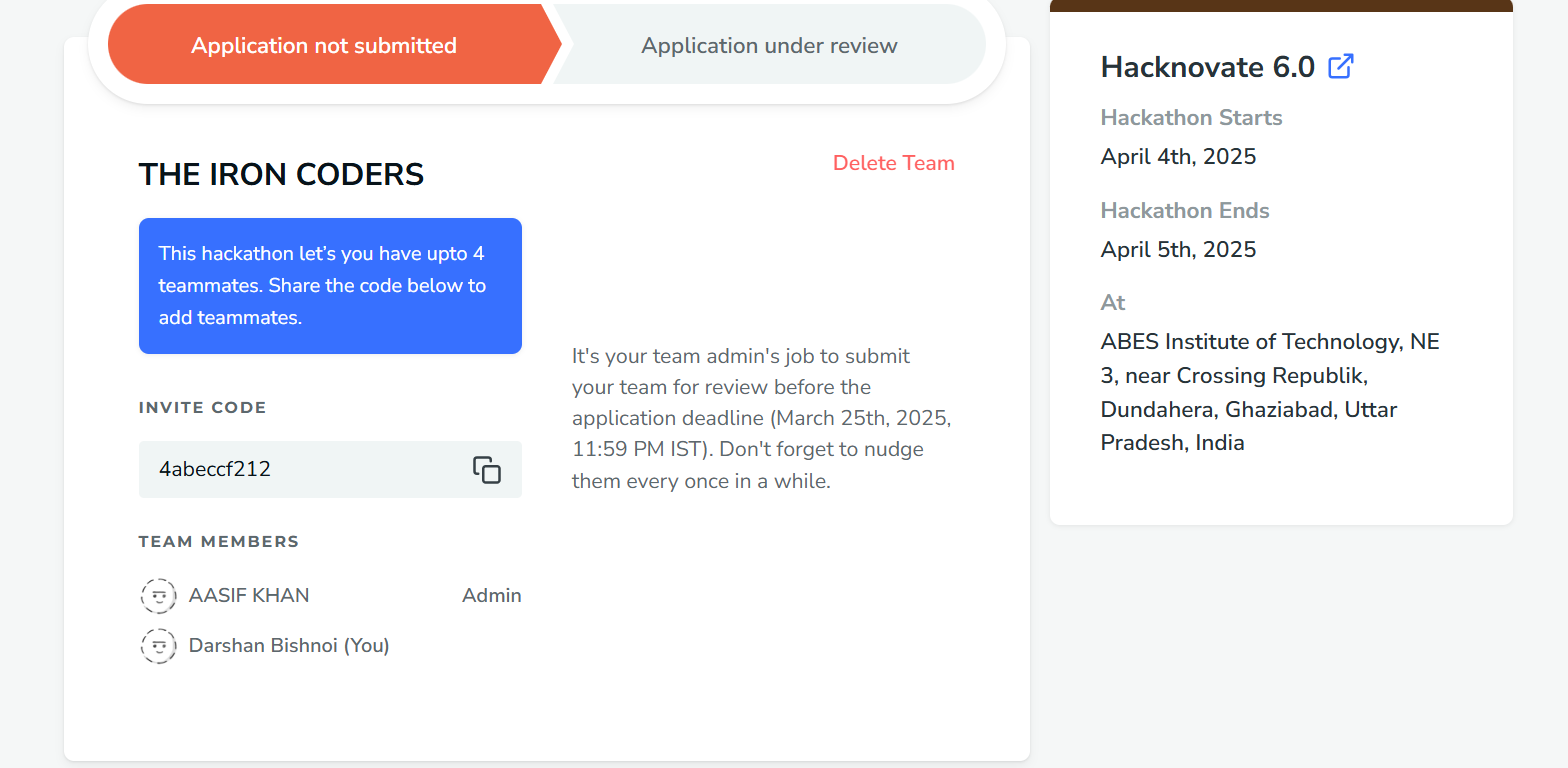 Application not submitted
Application under review
THE IRON CODERS
Delete Team
This hackathon let’s you have upto 4
teammates. Share the code below to
add teammates.
INVITE CODE
4abeccf212
TEAM MEMBERS
AASIF KHAN
Admin
Darshan Bishnoi (You)
It's your team admin's job to submit
your team for review before the
application deadline (March 25th, 2025,
11:59 PM IST). Don't forget to nudge
them every once in a while.
Hacknovate 6.0
Hackathon Starts
April 4th, 2025
Hackathon Ends
April 5th, 2025
At
ABES Institute of Technology, NE
3, near Crossing Republik,
Dundahera, Ghaziabad, Uttar
Pradesh, India